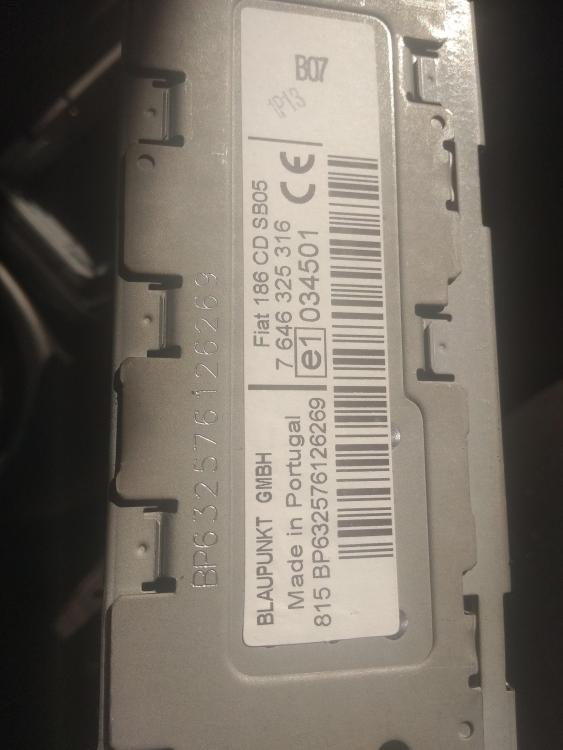 BLAUPUNKT GMBH
Made in Portugal
815 BP632576126269
Fiat 186 CD SB05
7 646 325 316
e1 034501
CE
B07
1P13
BP632576126269